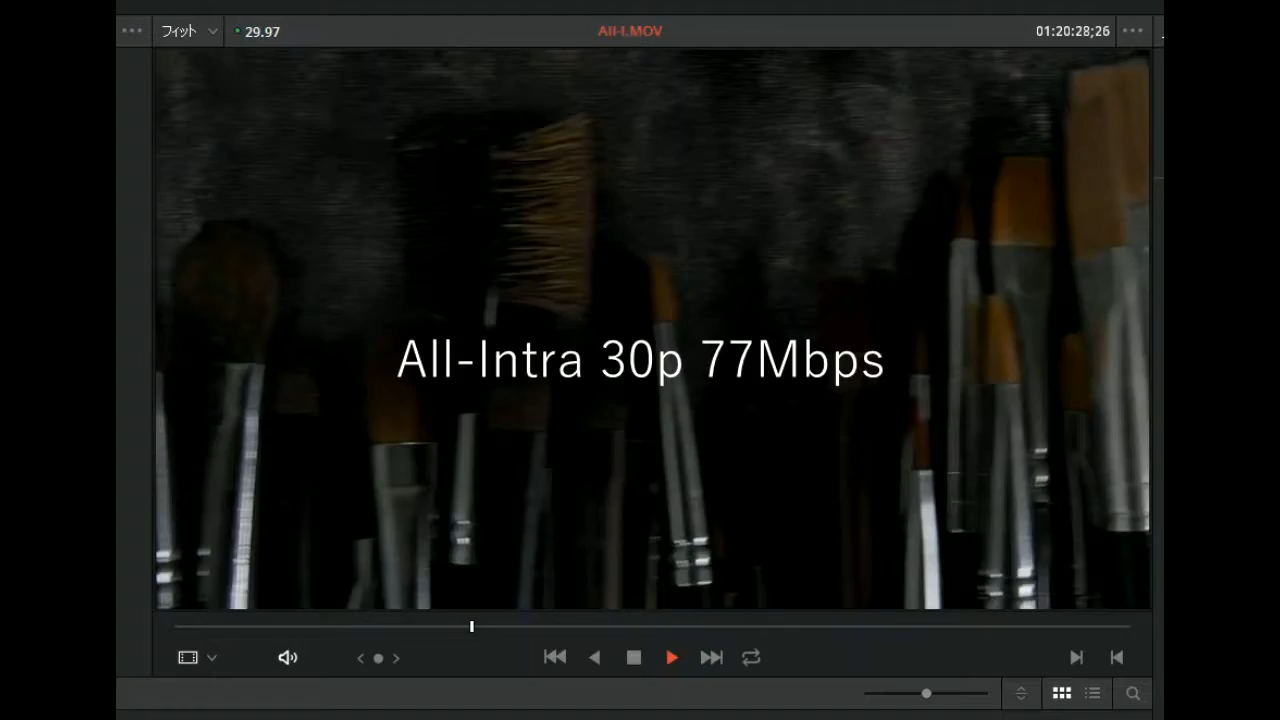 フィット
29.97
All-I.MOV
01:20:28;26
All-Intra 30p 77Mbps